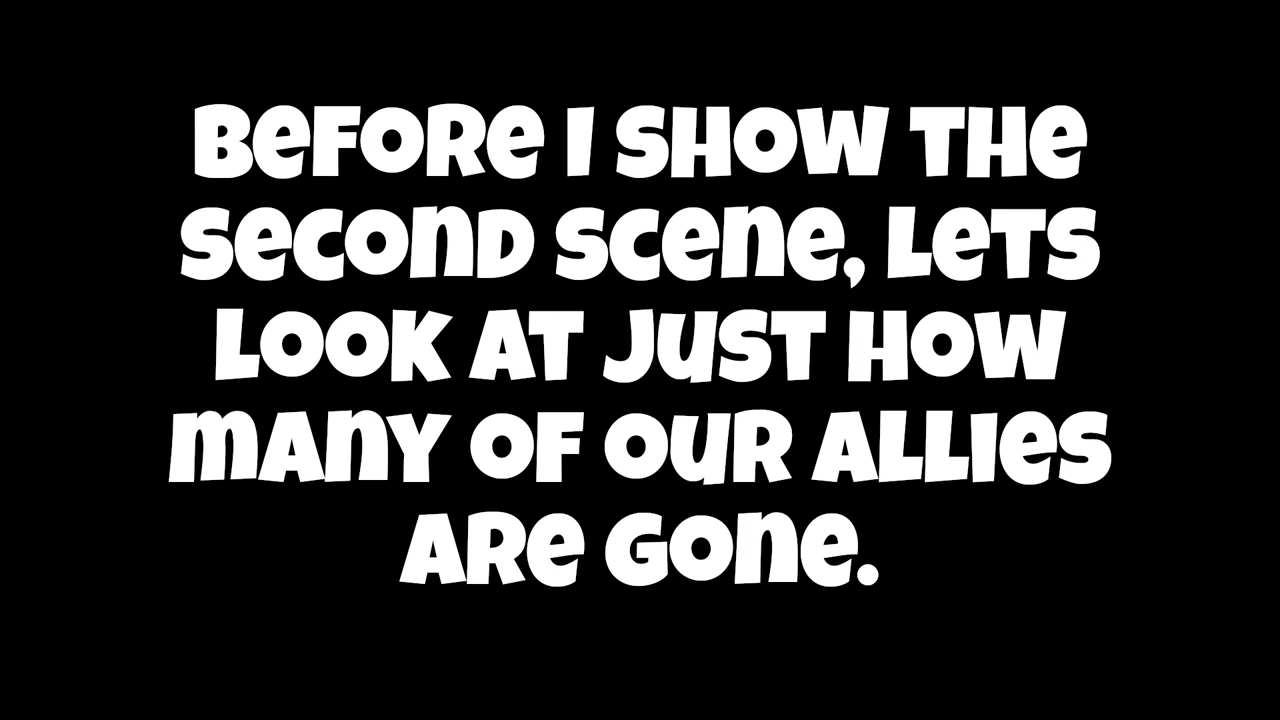 Before I show the
second scene, lets
look at just how
many of our allies
are gone.